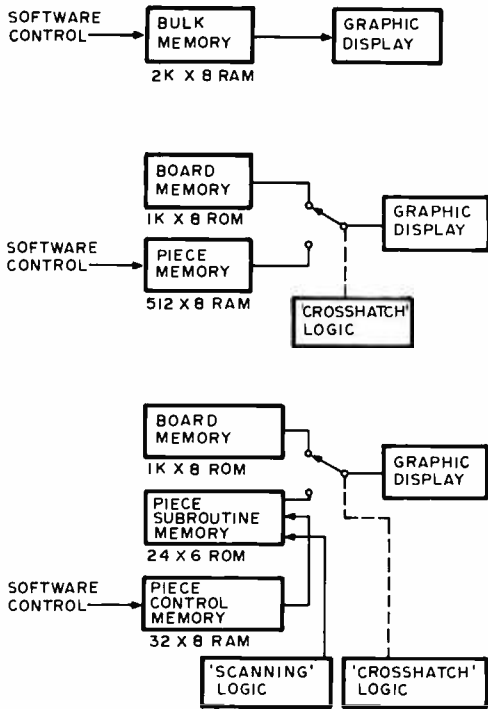 SOFTWARE
CONTROL
BULK
MEMORY
2K X 8 RAM
GRAPHIC
DISPLAY
BOARD
MEMORY
1K X 8 ROM
SOFTWARE
CONTROL
PIECE
MEMORY
512 X 8 RAM
GRAPHIC
DISPLAY
'CROSSHATCH'
LOGIC
BOARD
MEMORY
1K X 8 ROM
GRAPHIC
DISPLAY
PIECE
SUBROUTINE
MEMORY
24 X 6 ROM
SOFTWARE
CONTROL
PIECE
CONTROL
MEMORY
32 X 8 RAM
'SCANNING'
LOGIC
'CROSSHATCH'
LOGIC